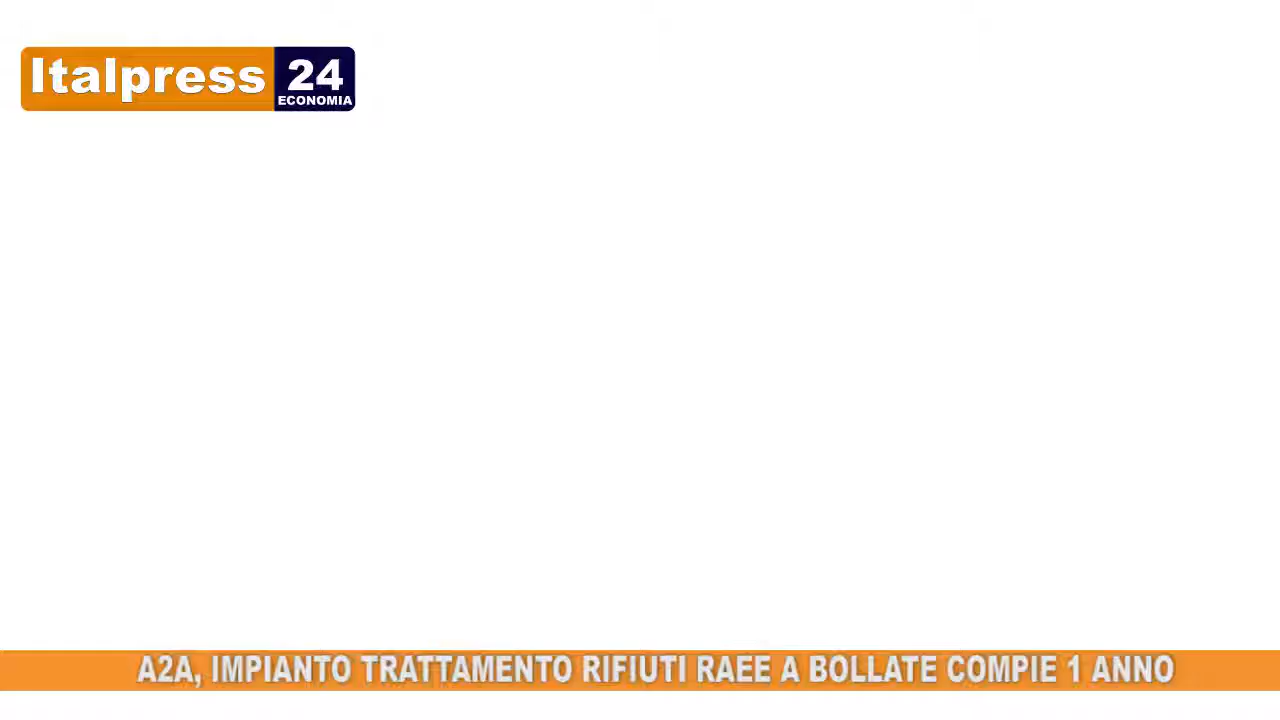 Italpress
24
ECONOMIA
A2A, IMPIANTO TRATTAMENTO RIFIUTI RAEE A BOLLATE COMPIE 1 ANNO